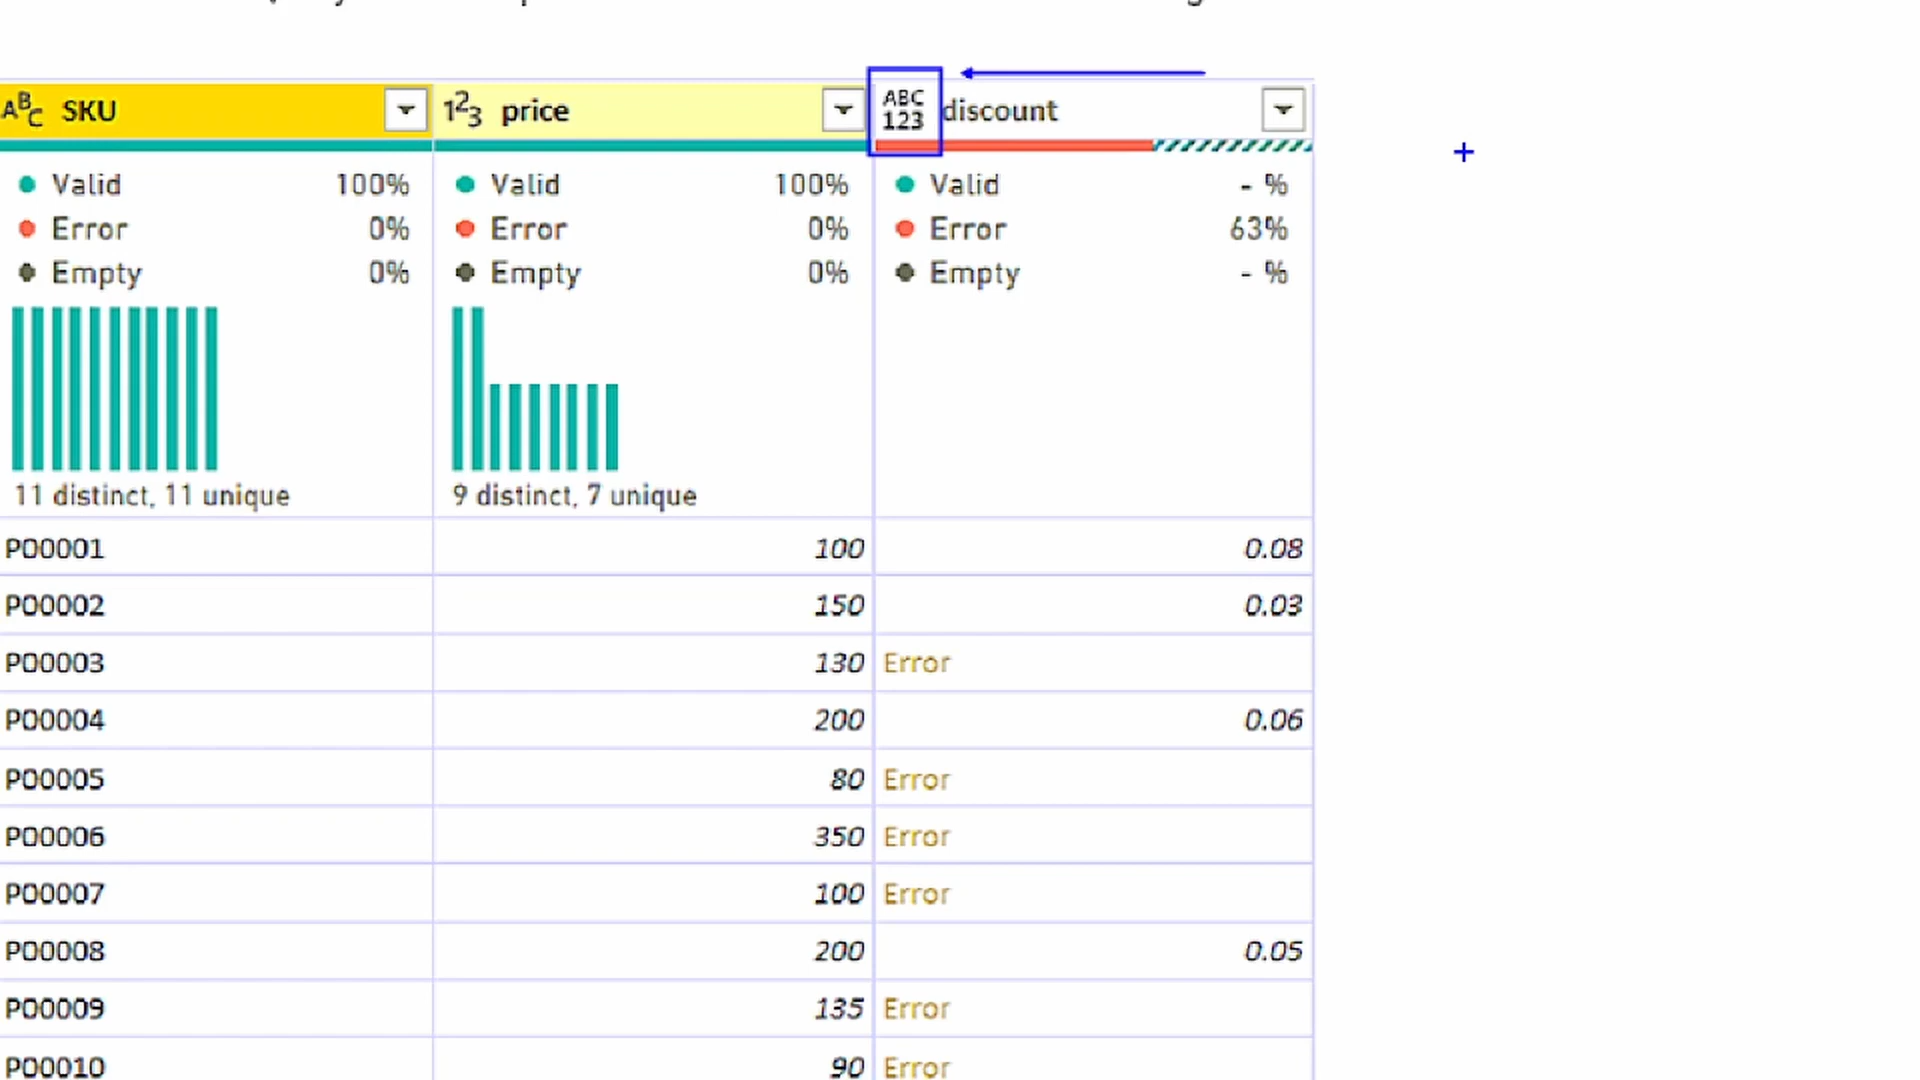 ABC SKU 123 price ABC 123 discount
Valid 100% Valid 100% Valid - %
Error 0% Error 0% Error 63%
Empty 0% Empty 0% Empty - %
11 distinct, 11 unique 9 distinct, 7 unique
P00001 100 0.08
P00002 150 0.03
P00003 130 Error
P00004 200 0.06
P00005 80 Error
P00006 350 Error
P00007 100 Error
P00008 200 0.05
P00009 135 Error
P00010 90 Error